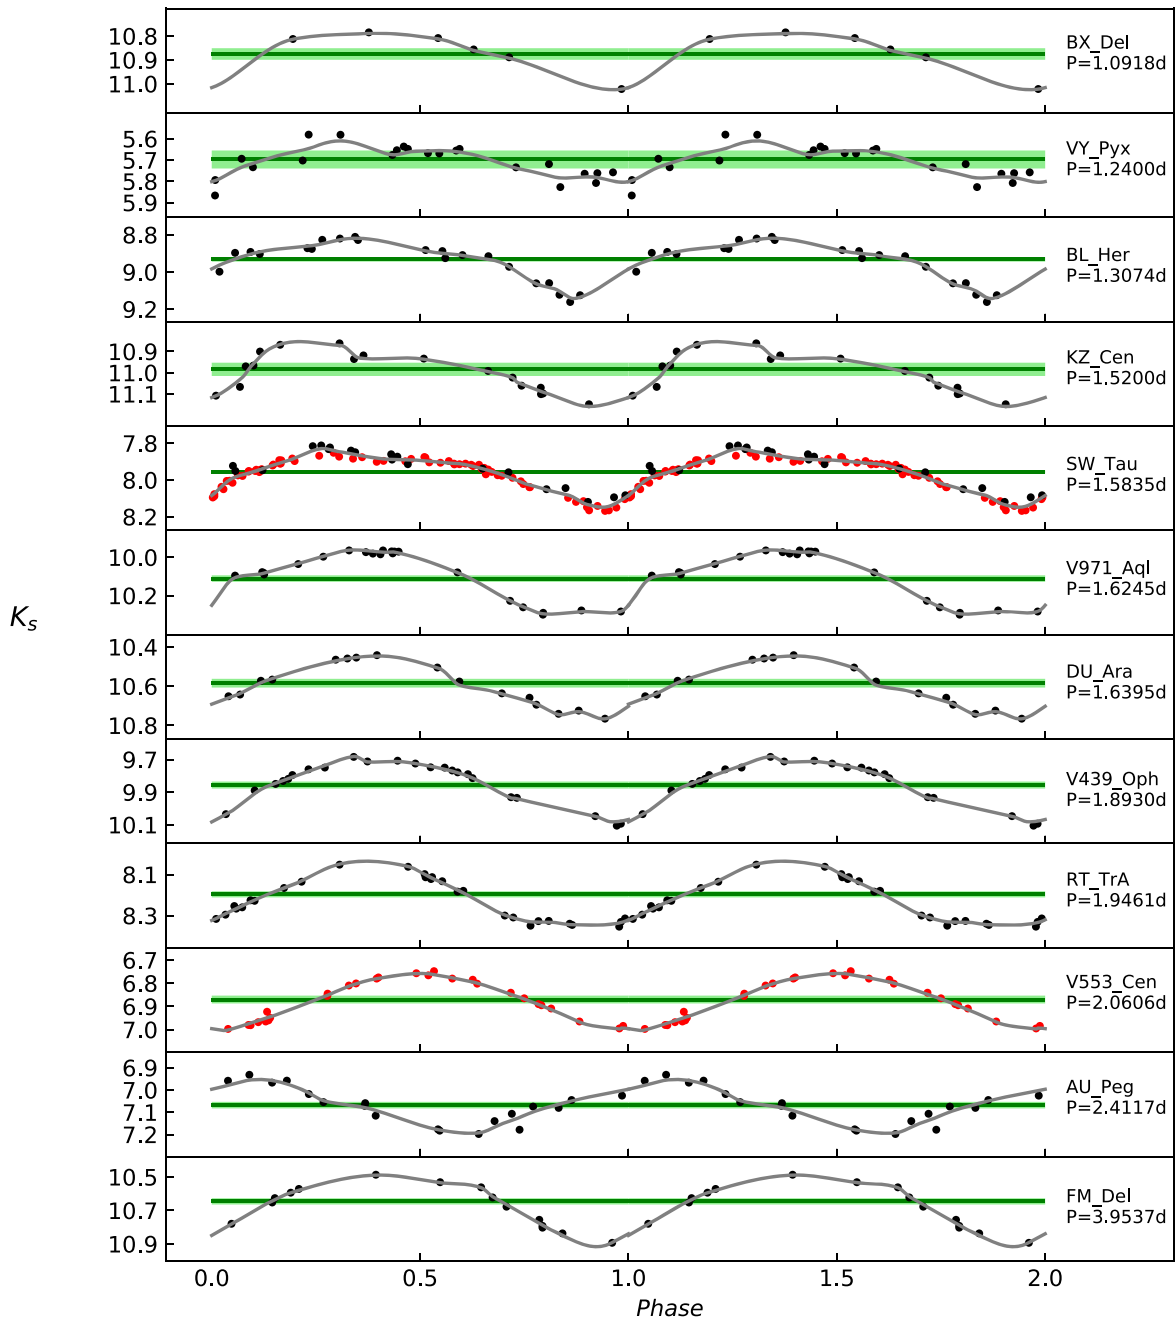 10.8
10.9
11.0
BX_Del
P=1.0918d
5.6
5.7
5.8
5.9
VY_Pyx
P=1.2400d
8.8
9.0
9.2
BL_Her
P=1.3074d
10.9
11.0
11.1
KZ_Cen
P=1.5200d
7.8
8.0
8.2
SW_Tau
P=1.5835d
10.0
10.2
V971_Aql
P=1.6245d
K_s
10.4
10.6
10.8
DU_Ara
P=1.6395d
9.7
9.9
10.1
V439_Oph
P=1.8930d
8.1
8.3
RT_TrA
P=1.9461d
6.7
6.8
6.9
7.0
V553_Cen
P=2.0606d
6.9
7.0
7.1
7.2
AU_Peg
P=2.4117d
10.5
10.7
10.9
FM_Del
P=3.9537d
0.0 0.5 1.0 1.5 2.0
Phase